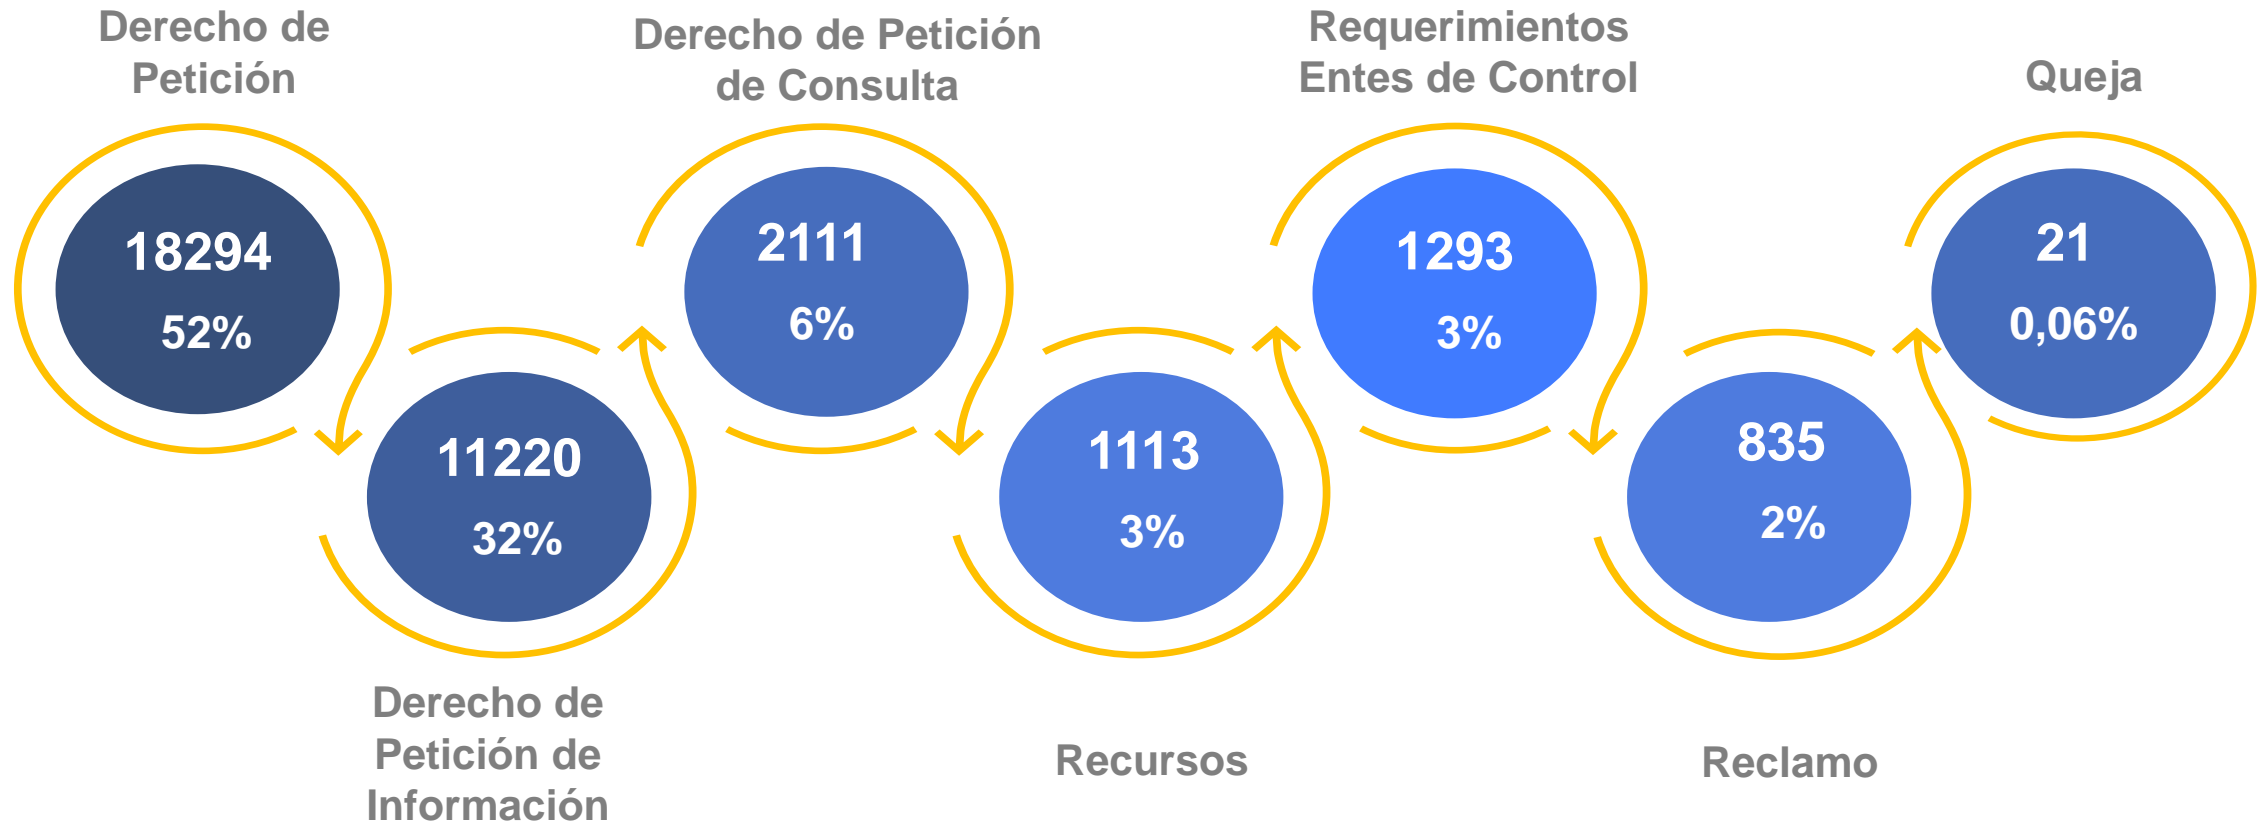 Derecho de
Petición
18294
52%
Derecho de
Petición de
Información
11220
32%
Derecho de Petición
de Consulta
2111
6%
Recursos
1113
3%
Requerimientos
Entes de Control
1293
3%
Reclamo
835
2%
Queja
21
0,06%